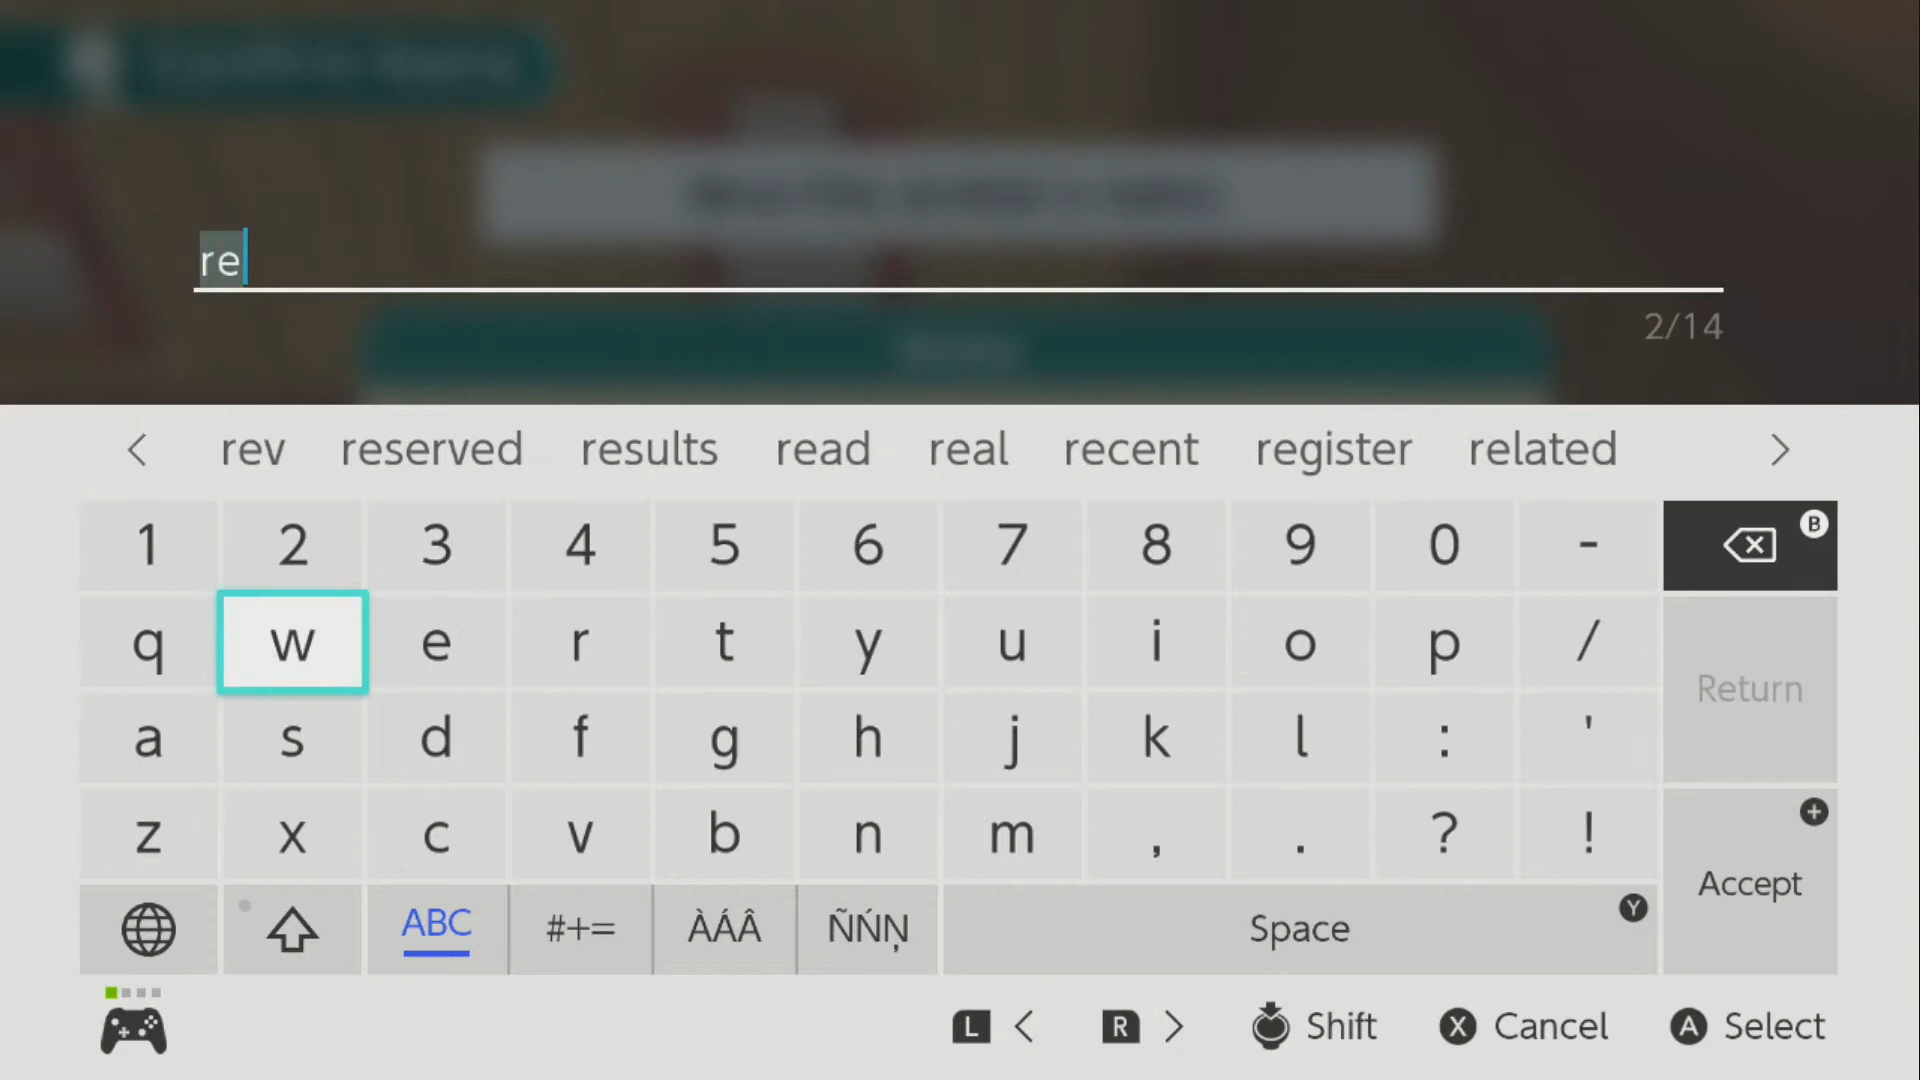 re
2/14
rev reserved results read real recent register related
1 2 3 4 5 6 7 8 9 0 - B
q w e r t y u i o p /
Return
a s d f g h j k l : '
z x c v b n m , . ? !
Accept
ABC #+= ÀÁÂ ÑŃŅ Space Y
L R Shift X Cancel A Select